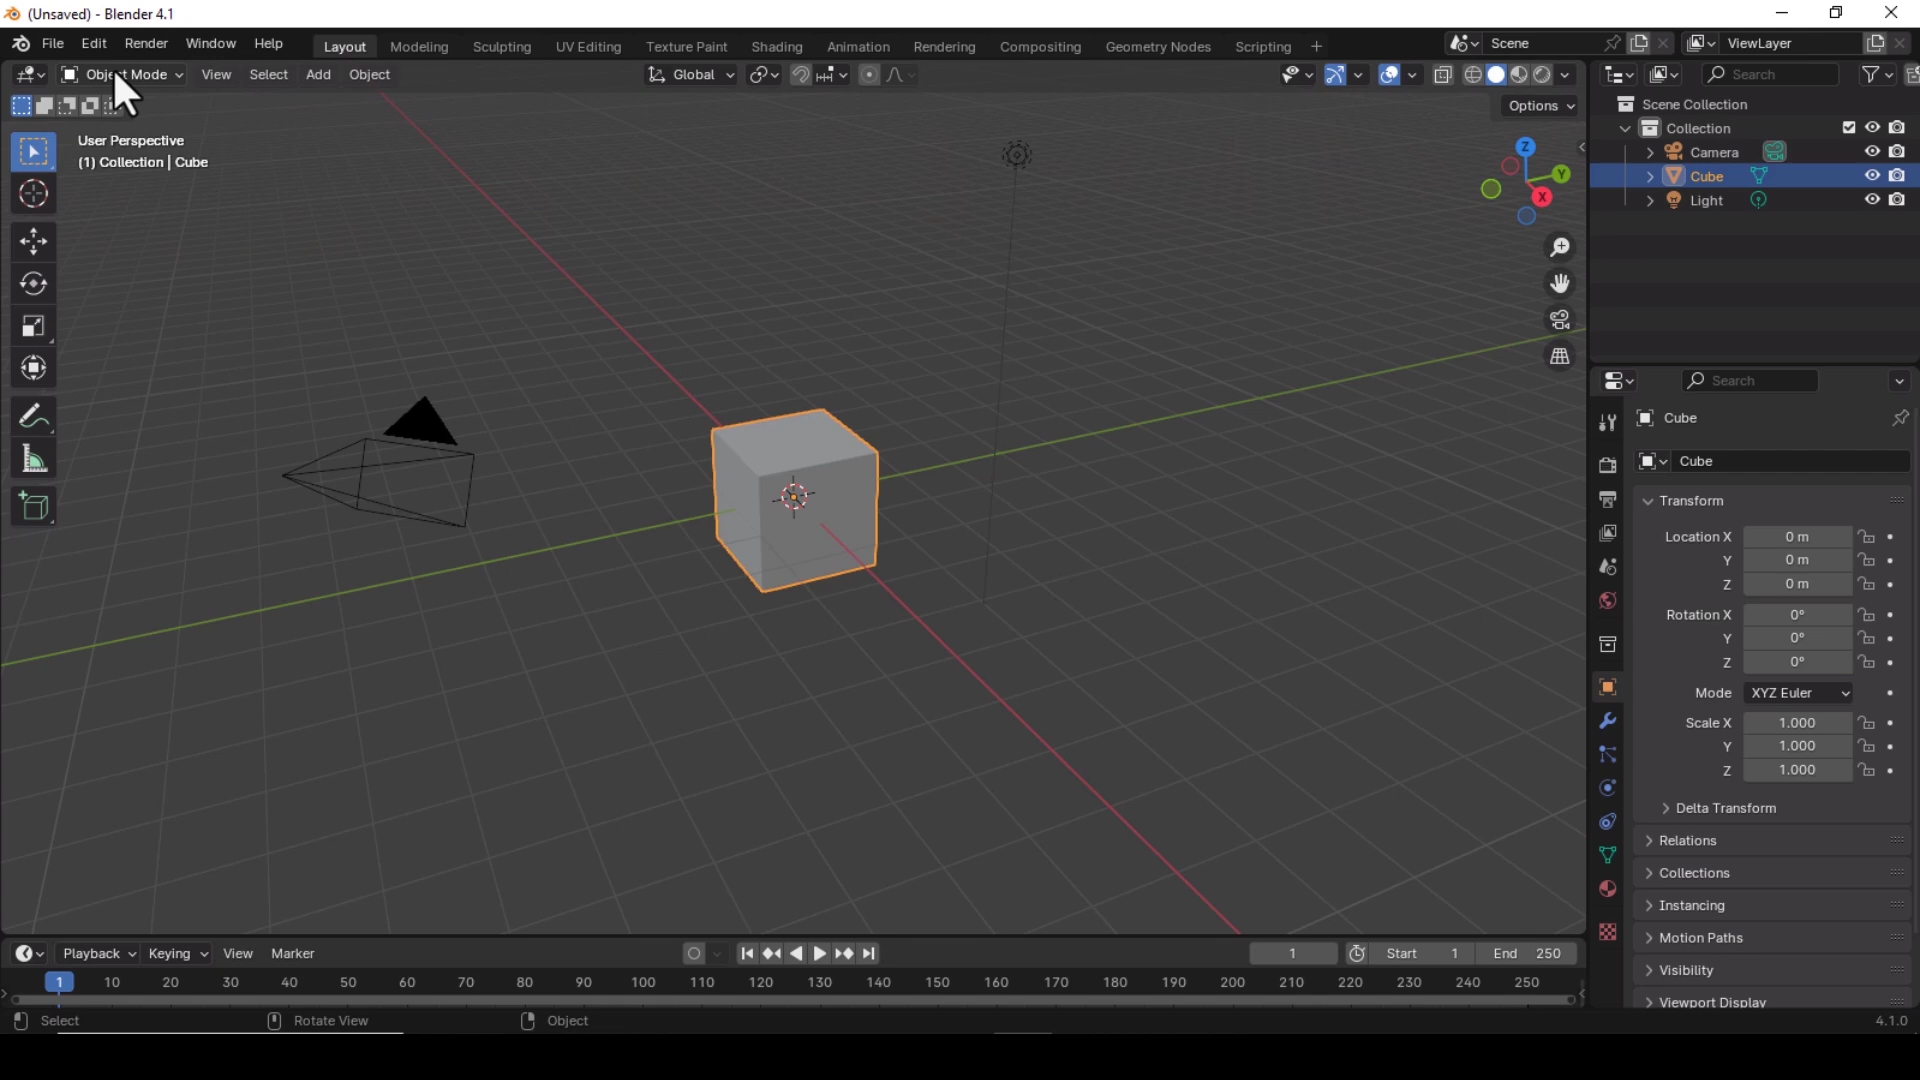 (Unsaved) - Blender 4.1
File Edit Render Window Help Layout Modeling Sculpting UV Editing Texture Paint Shading Animation Rendering Compositing Geometry Nodes Scripting + Scene ViewLayer
Object Mode View Select Add Object Global Search
Options
User Perspective
(1) Collection | Cube
Z
Y
X
Scene Collection
Collection
Camera
Cube
Light
Search
Cube
Cube
Transform
Location X 0 m
Y 0 m
Z 0 m
Rotation X 0°
Y 0°
Z 0°
Mode XYZ Euler
Scale X 1.000
Y 1.000
Z 1.000
Delta Transform
Relations
Collections
Instancing
Motion Paths
Visibility
Viewport Display
Playback Keying View Marker 1 Start 1 End 250
1 10 20 30 40 50 60 70 80 90 100 110 120 130 140 150 160 170 180 190 200 210 220 230 240 250
Select Rotate View Object 4.1.0